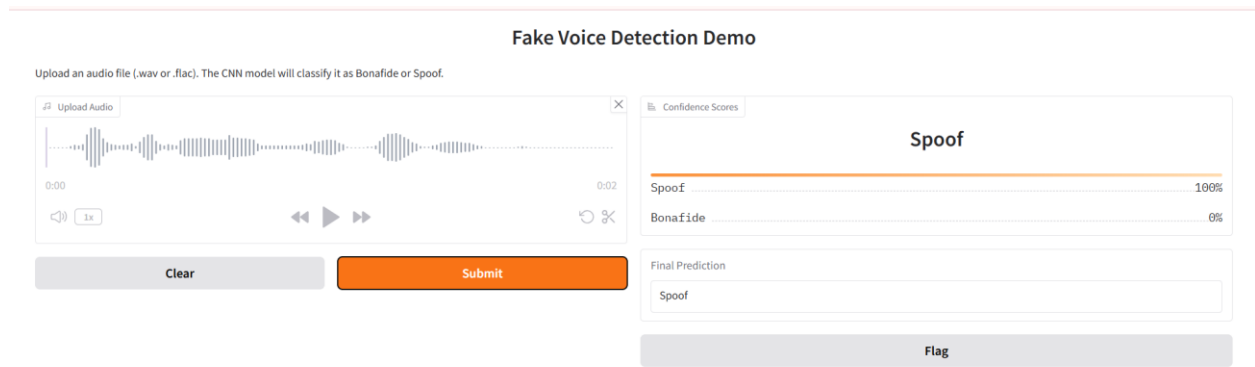 Fake Voice Detection Demo
Upload an audio file (.wav or .flac). The CNN model will classify it as Bonafide or Spoof.
Upload Audio
0:00
0:02
1x
Clear
Submit
Confidence Scores
Spoof
Spoof 100%
Bonafide 0%
Final Prediction
Spoof
Flag